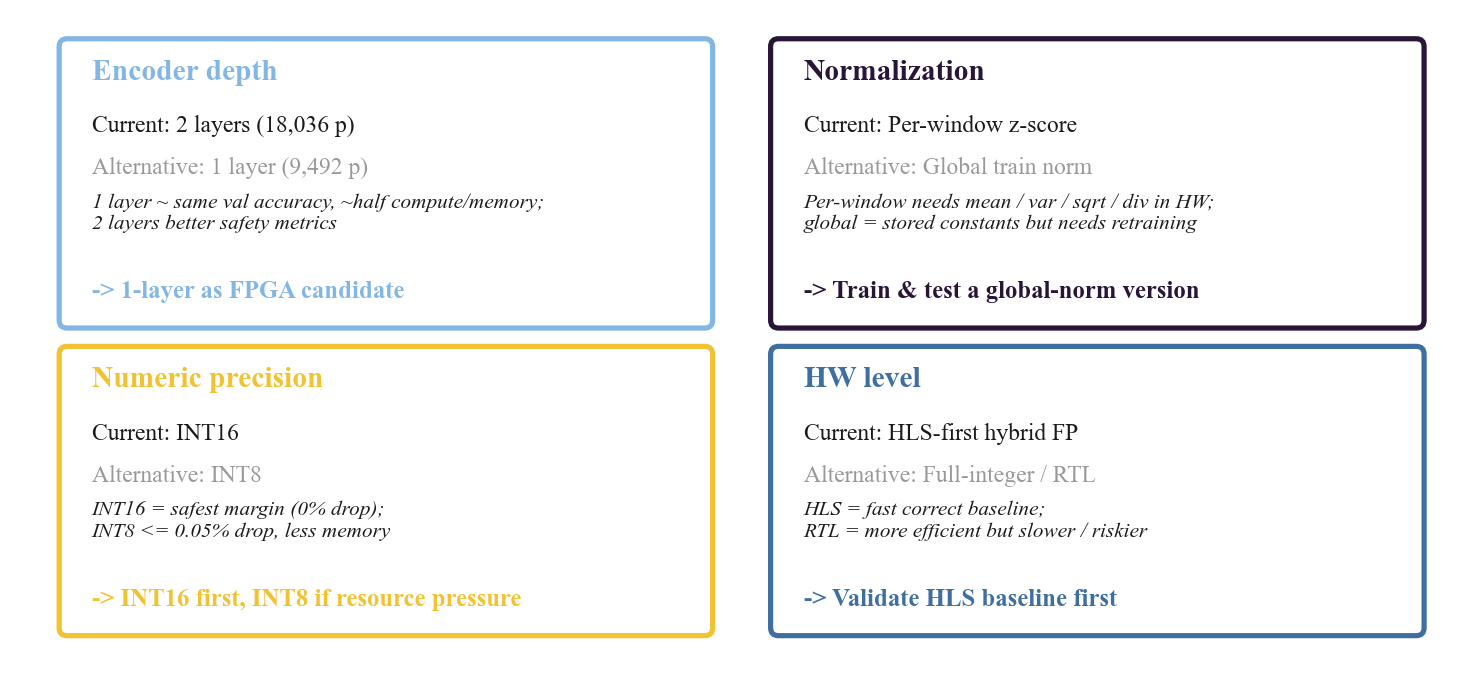 Encoder depth
Current: 2 layers (18,036 p)
Alternative: 1 layer (9,492 p)
1 layer ~ same val accuracy, ~half compute/memory;
2 layers better safety metrics
-> 1-layer as FPGA candidate
Normalization
Current: Per-window z-score
Alternative: Global train norm
Per-window needs mean / var / sqrt / div in HW;
global = stored constants but needs retraining
-> Train & test a global-norm version
Numeric precision
Current: INT16
Alternative: INT8
INT16 = safest margin (0% drop);
INT8 <= 0.05% drop, less memory
-> INT16 first, INT8 if resource pressure
HW level
Current: HLS-first hybrid FP
Alternative: Full-integer / RTL
HLS = fast correct baseline;
RTL = more efficient but slower / riskier
-> Validate HLS baseline first